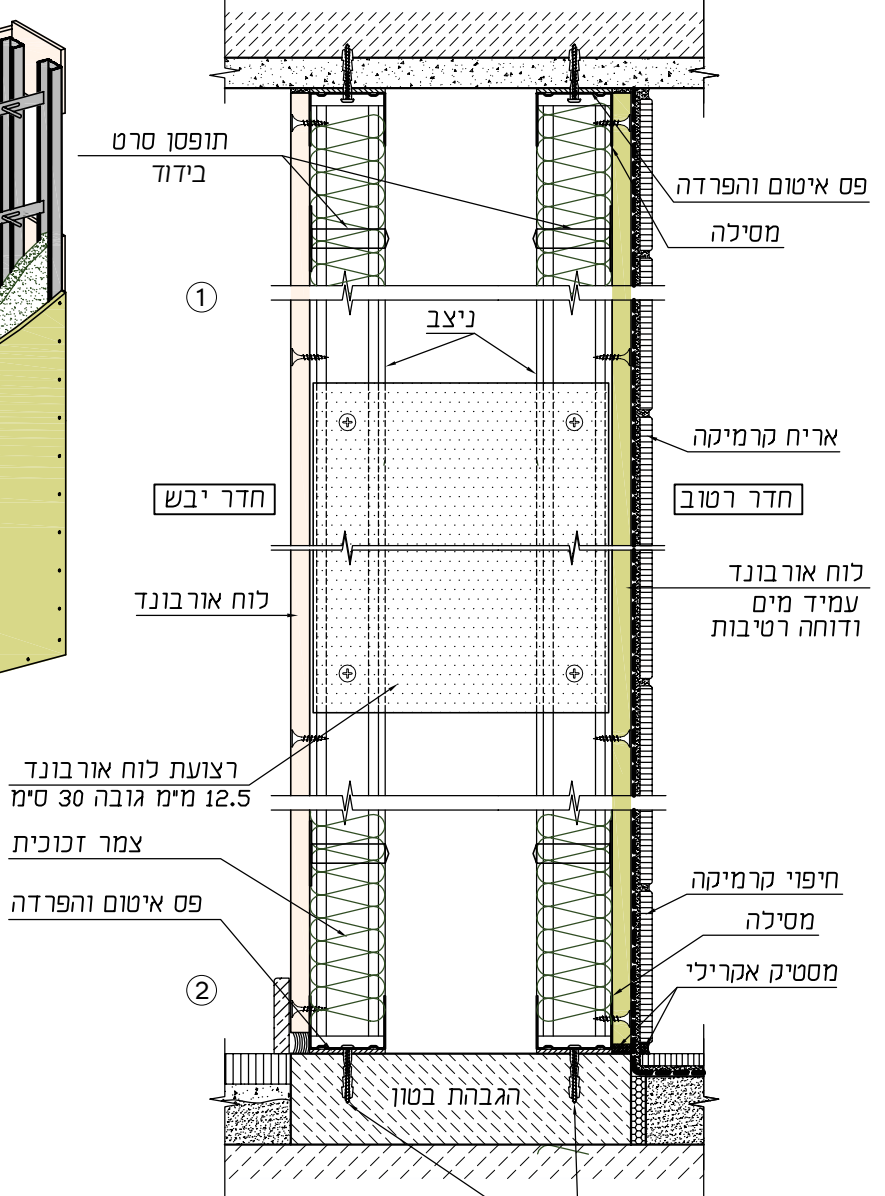 תופסן סרט
בידוד
פס איטום והפרדה
מסילה
1
ניצב
אריח קרמיקה
חדר יבש
חדר רטוב
לוח אורבונד
לוח אורבונד
עמיד מים
ודוחה רטיבות
רצועת לוח אורבונד
12.5 מ"מ גובה 30 ס"מ
צמר זכוכית
חיפוי קרמיקה
פס איטום והפרדה
מסילה
מסטיק אקרילי
2
הגבהת בטון